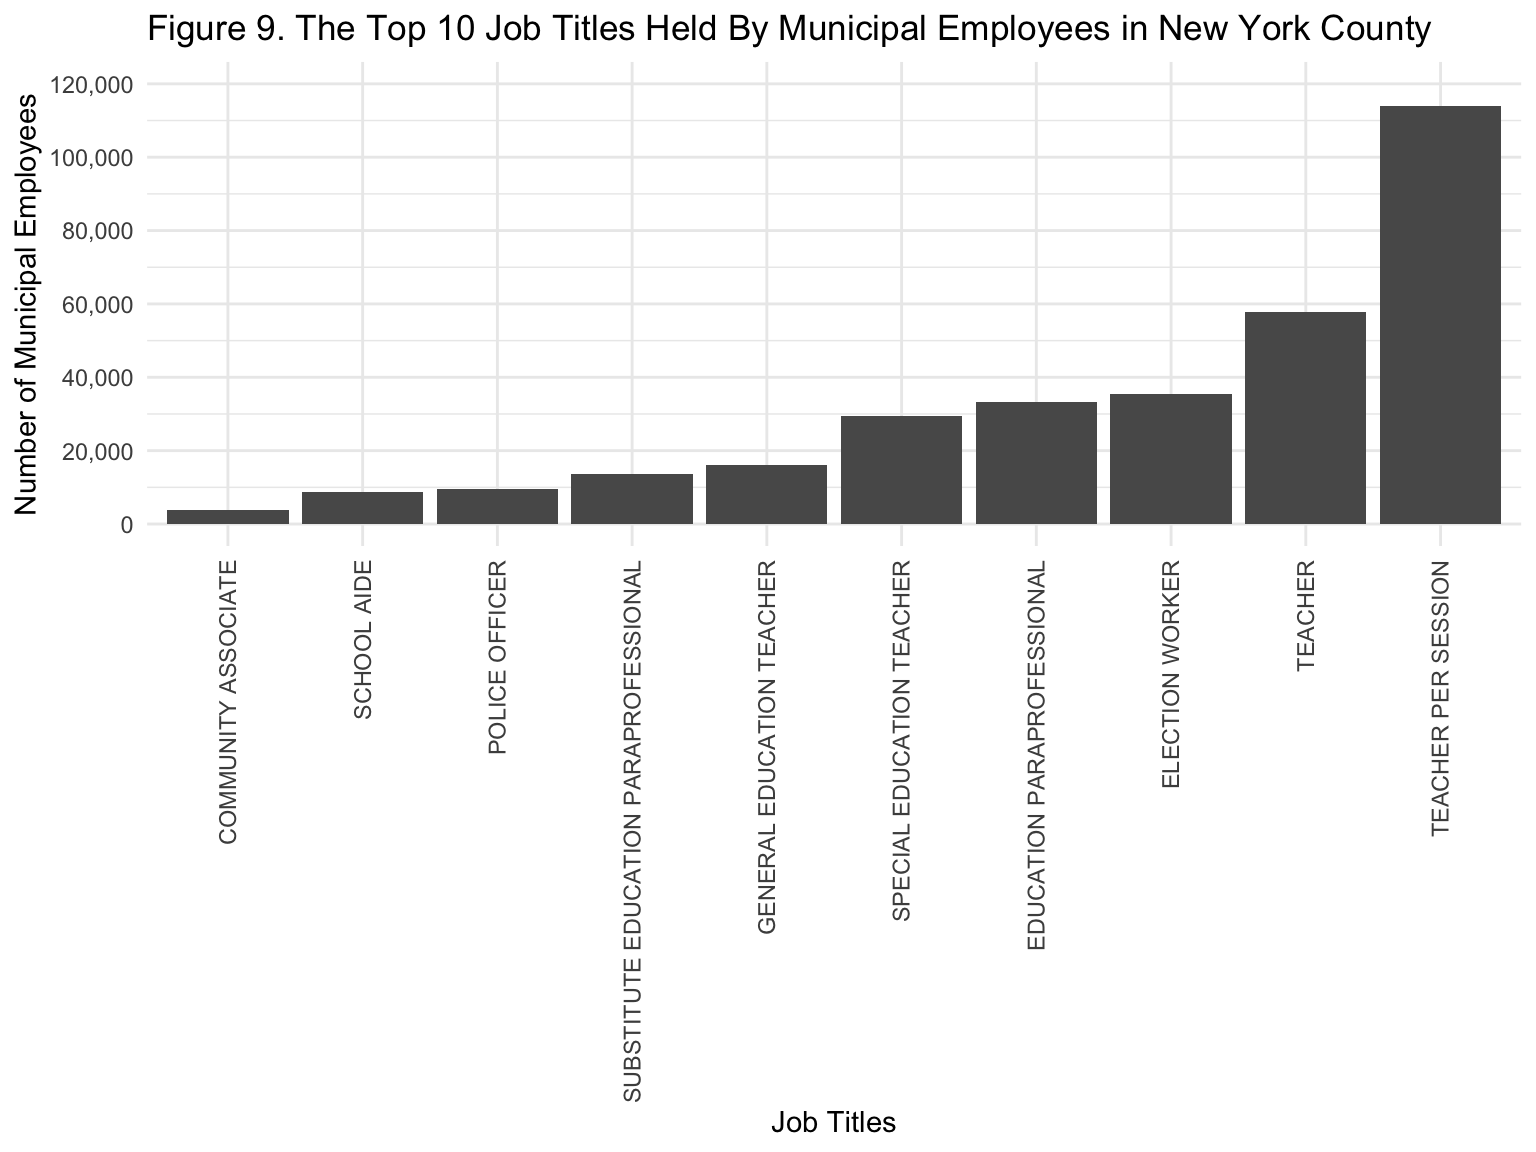 Figure 9. The Top 10 Job Titles Held By Municipal Employees in New York County
Number of Municipal Employees
120,000
100,000
80,000
60,000
40,000
20,000
0
COMMUNITY ASSOCIATE
SCHOOL AIDE
POLICE OFFICER
SUBSTITUTE EDUCATION PARAPROFESSIONAL
GENERAL EDUCATION TEACHER
SPECIAL EDUCATION TEACHER
EDUCATION PARAPROFESSIONAL
ELECTION WORKER
TEACHER
TEACHER PER SESSION
Job Titles